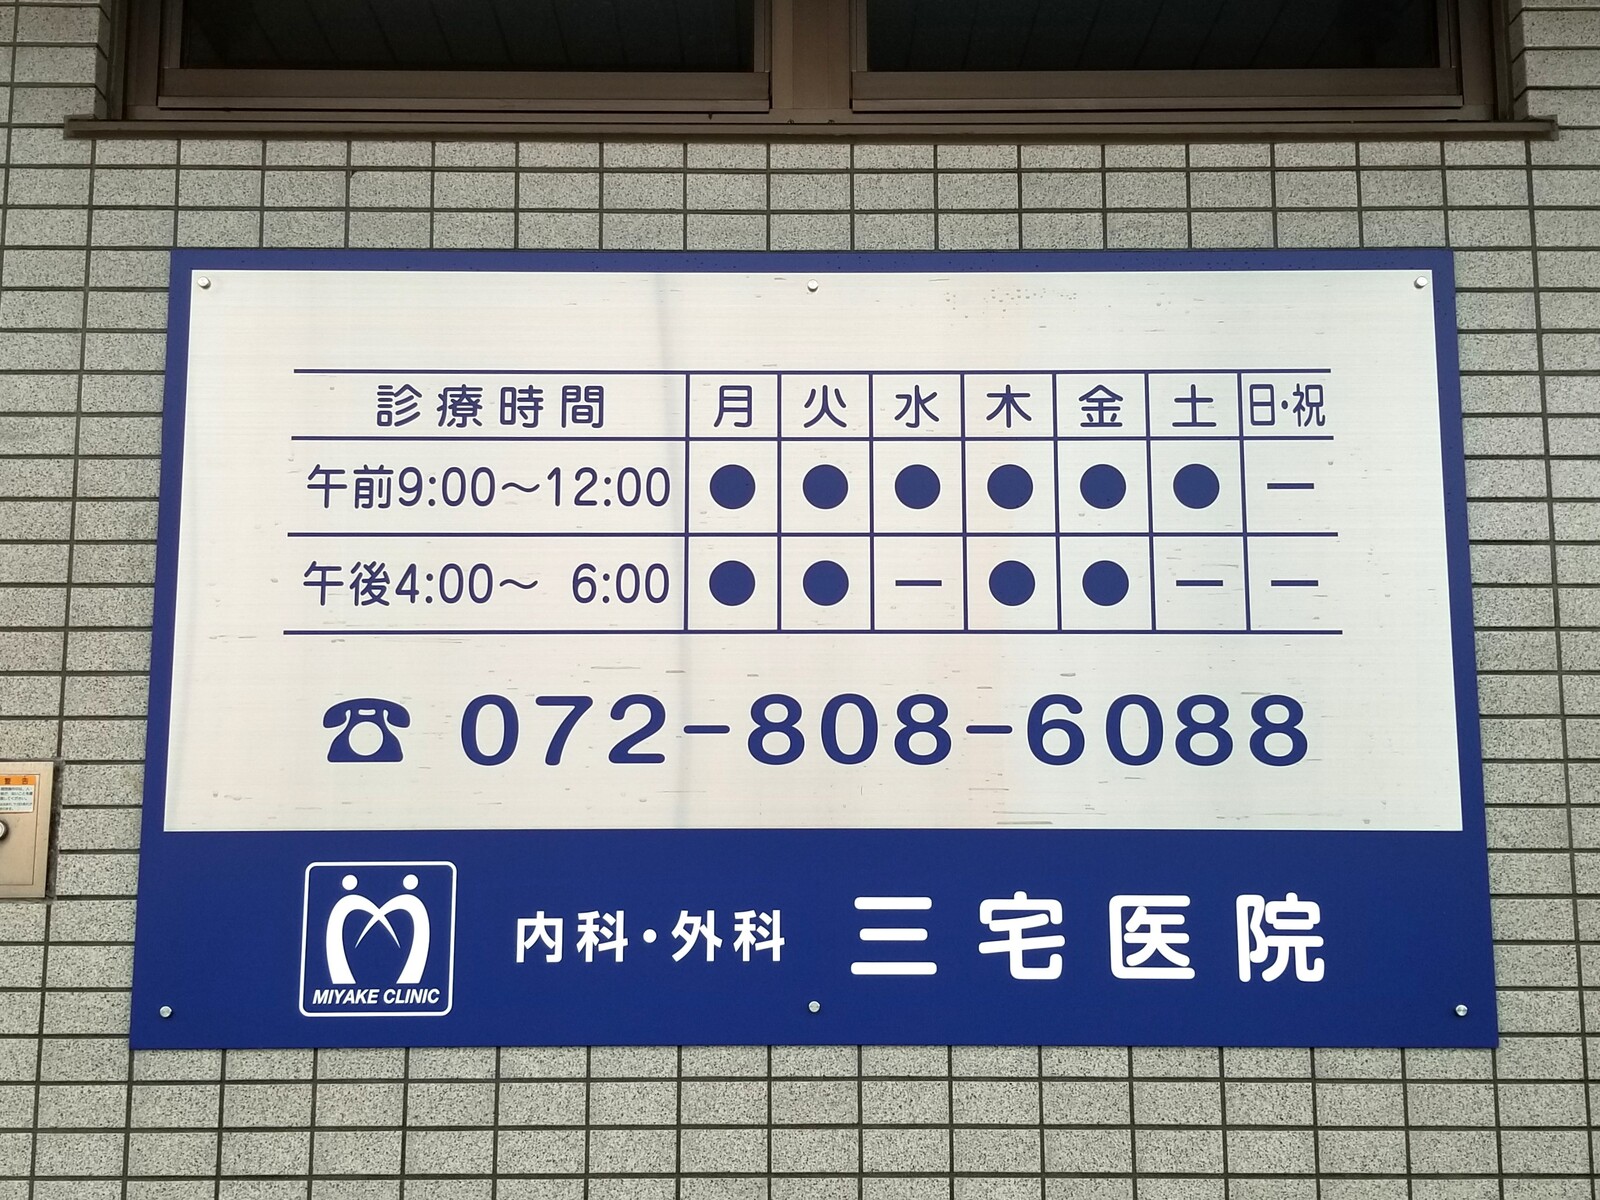 診療時間 月 火 水 木 金 土 日・祝
午前9:00～12:00 ● ● ● ● ● ● ー
午後4:00～ 6:00 ● ● ー ● ● ー ー
☎ 072-808-6088
内科・外科 三宅医院
MIYAKE CLINIC